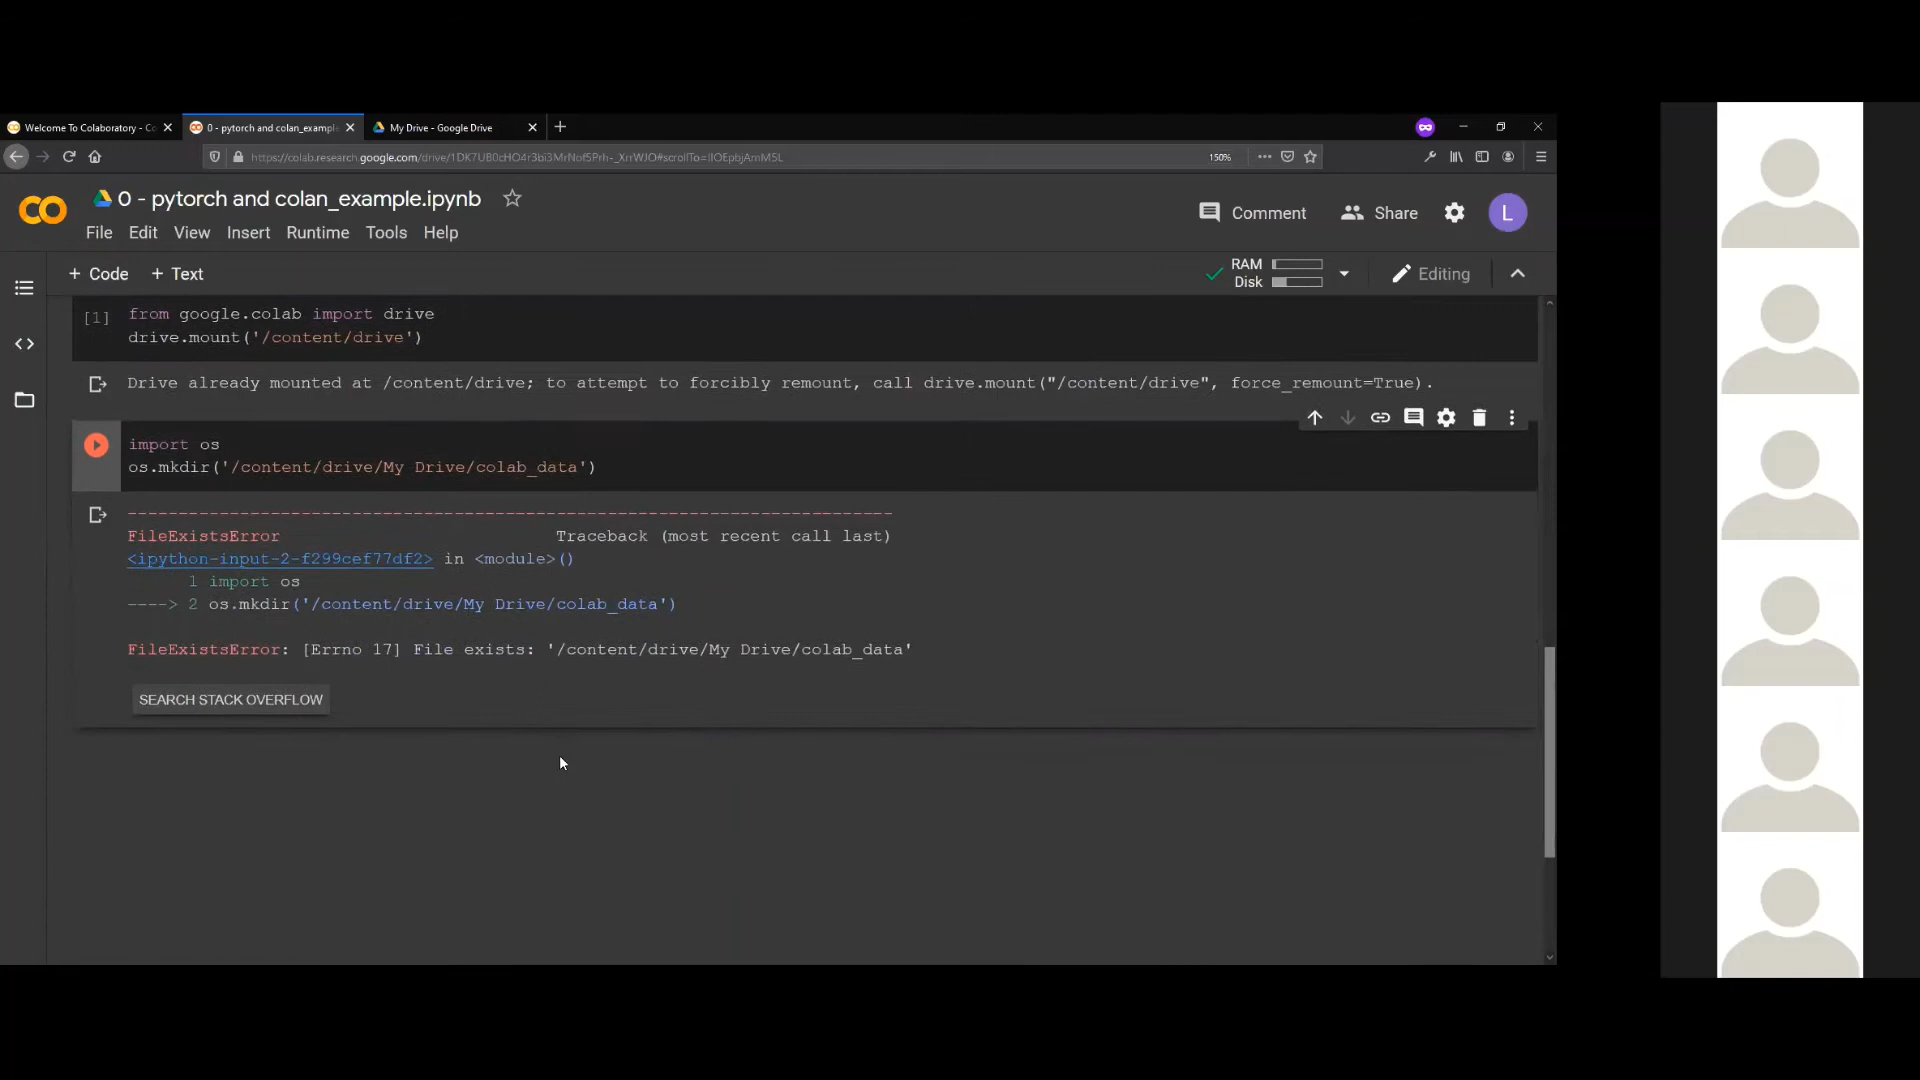 Welcome To Colaboratory - Co
0 - pytorch and colan_example
My Drive - Google Drive
150%
0 - pytorch and colan_example.ipynb
Comment
Share
L
File Edit View Insert Runtime Tools Help
+ Code + Text
RAM
Disk
Editing
[1] from google.colab import drive
drive.mount('/content/drive')
Drive already mounted at /content/drive; to attempt to forcibly remount, call drive.mount("/content/drive", force_remount=True).
import os
os.mkdir('/content/drive/My Drive/colab_data')
---------------------------------------------------------------------------
FileExistsError Traceback (most recent call last)
<ipython-input-2-f299cef77df2> in <module>()
1 import os
----> 2 os.mkdir('/content/drive/My Drive/colab_data')
FileExistsError: [Errno 17] File exists: '/content/drive/My Drive/colab_data'
SEARCH STACK OVERFLOW